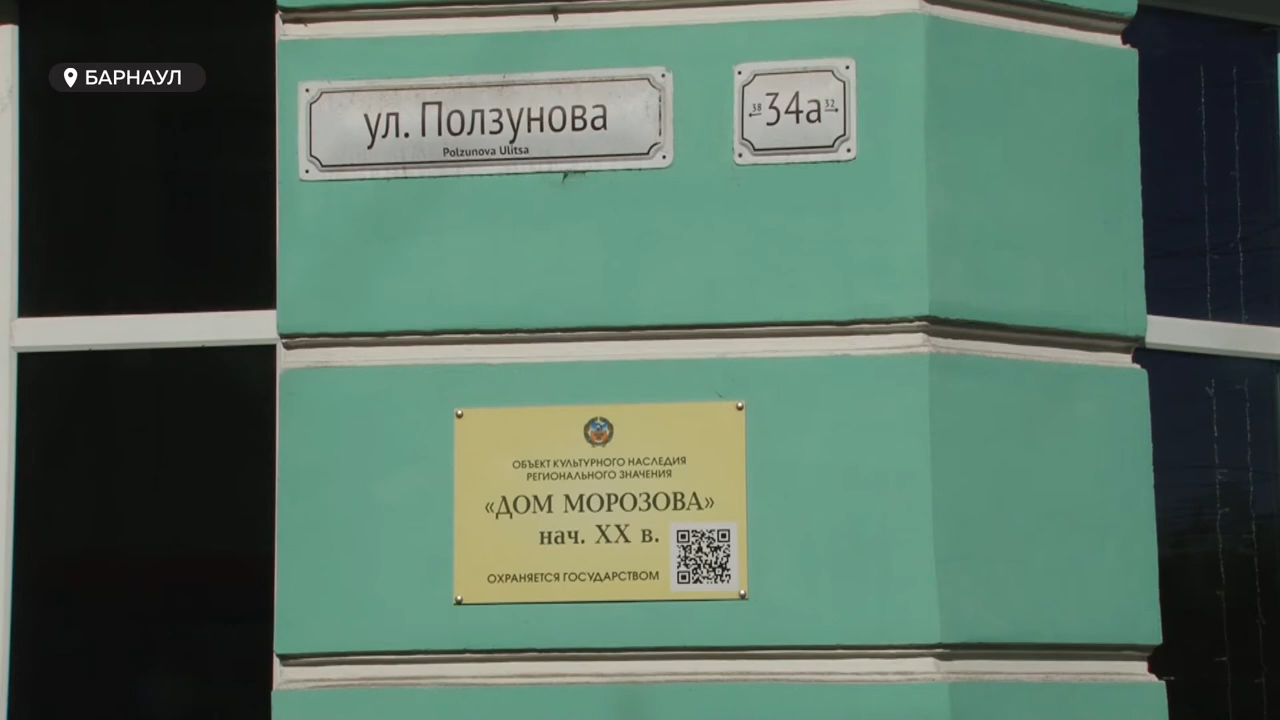 БАРНАУЛ
ул. Ползунова
Polzunova Ulitsa
38 34а 32
ОБЪЕКТ КУЛЬТУРНОГО НАСЛЕДИЯ
РЕГИОНАЛЬНОГО ЗНАЧЕНИЯ
«ДОМ МОРОЗОВА»
нач. XX в.
ОХРАНЯЕТСЯ ГОСУДАРСТВОМ